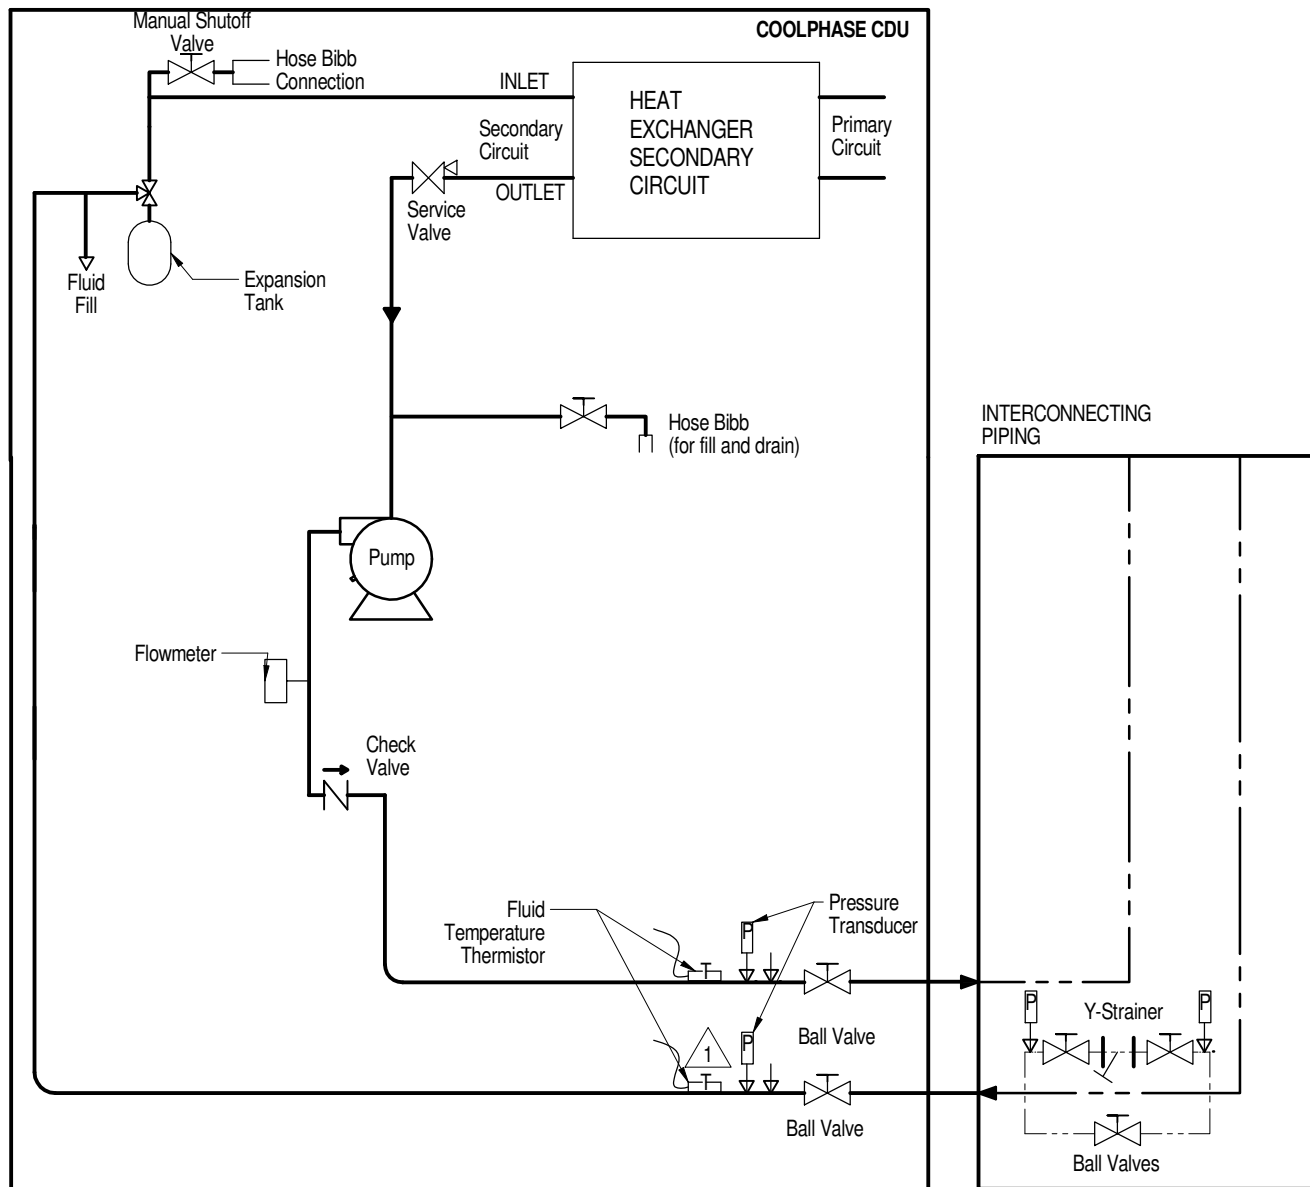 Manual Shutoff
Valve
COOLPHASE CDU
Hose Bibb
Connection
INLET
HEAT
EXCHANGER
SECONDARY
CIRCUIT
Secondary
Circuit
Primary
Circuit
OUTLET
Service
Valve
Fluid
Fill
Expansion
Tank
Hose Bibb
(for fill and drain)
INTERCONNECTING
PIPING
Pump
Flowmeter
Check
Valve
Fluid
Temperature
Thermistor
Pressure
Transducer
P
P
P
Y-Strainer
Ball Valve
1
P
Ball Valve
Ball Valves